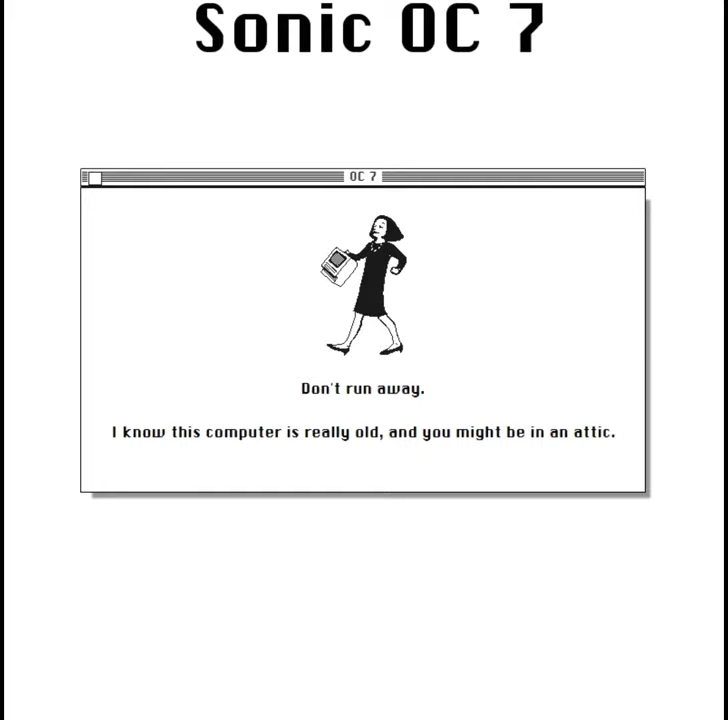 Sonic OC 7
OC 7
Don't run away.
I know this computer is really old, and you might be in an attic.